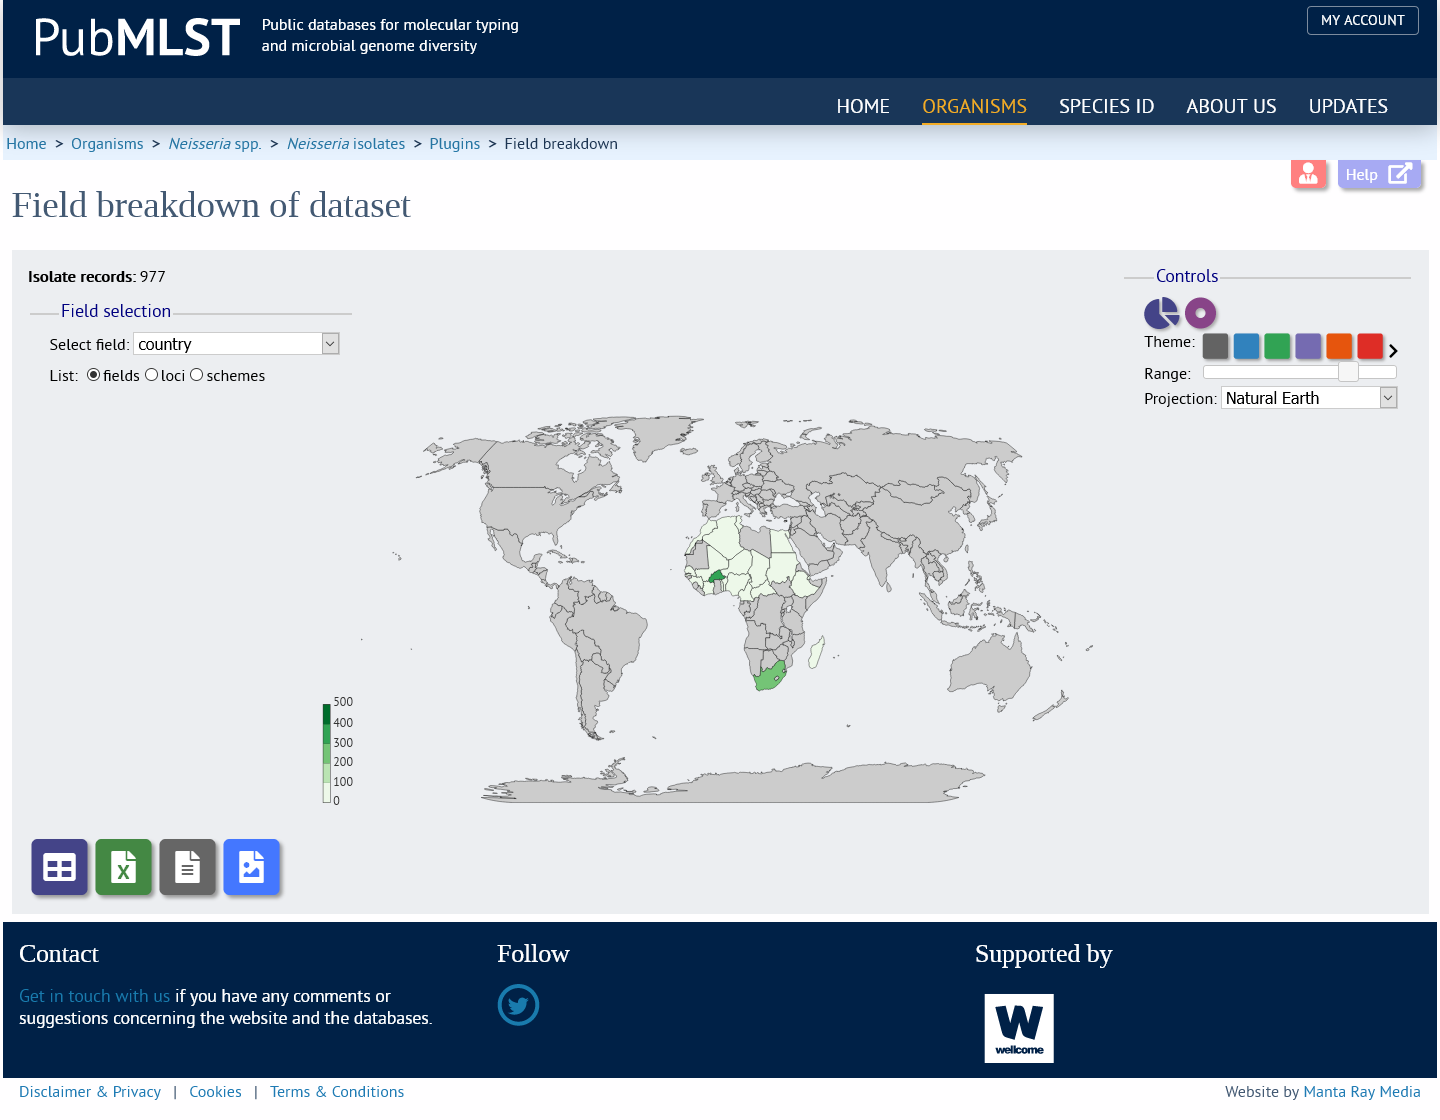 PubMLST
Public databases for molecular typing
and microbial genome diversity
MY ACCOUNT
HOME ORGANISMS SPECIES ID ABOUT US UPDATES
Home > Organisms > Neisseria spp. > Neisseria isolates > Plugins > Field breakdown
Help
Field breakdown of dataset
Isolate records: 977
Field selection
Select field: country
List: fields loci schemes
Controls
Theme:
Range:
Projection: Natural Earth
500
400
300
200
100
0
X
Contact
Get in touch with us if you have any comments or
suggestions concerning the website and the databases.
Follow
Supported by
W
wellcome
Disclaimer & Privacy | Cookies | Terms & Conditions
Website by Manta Ray Media